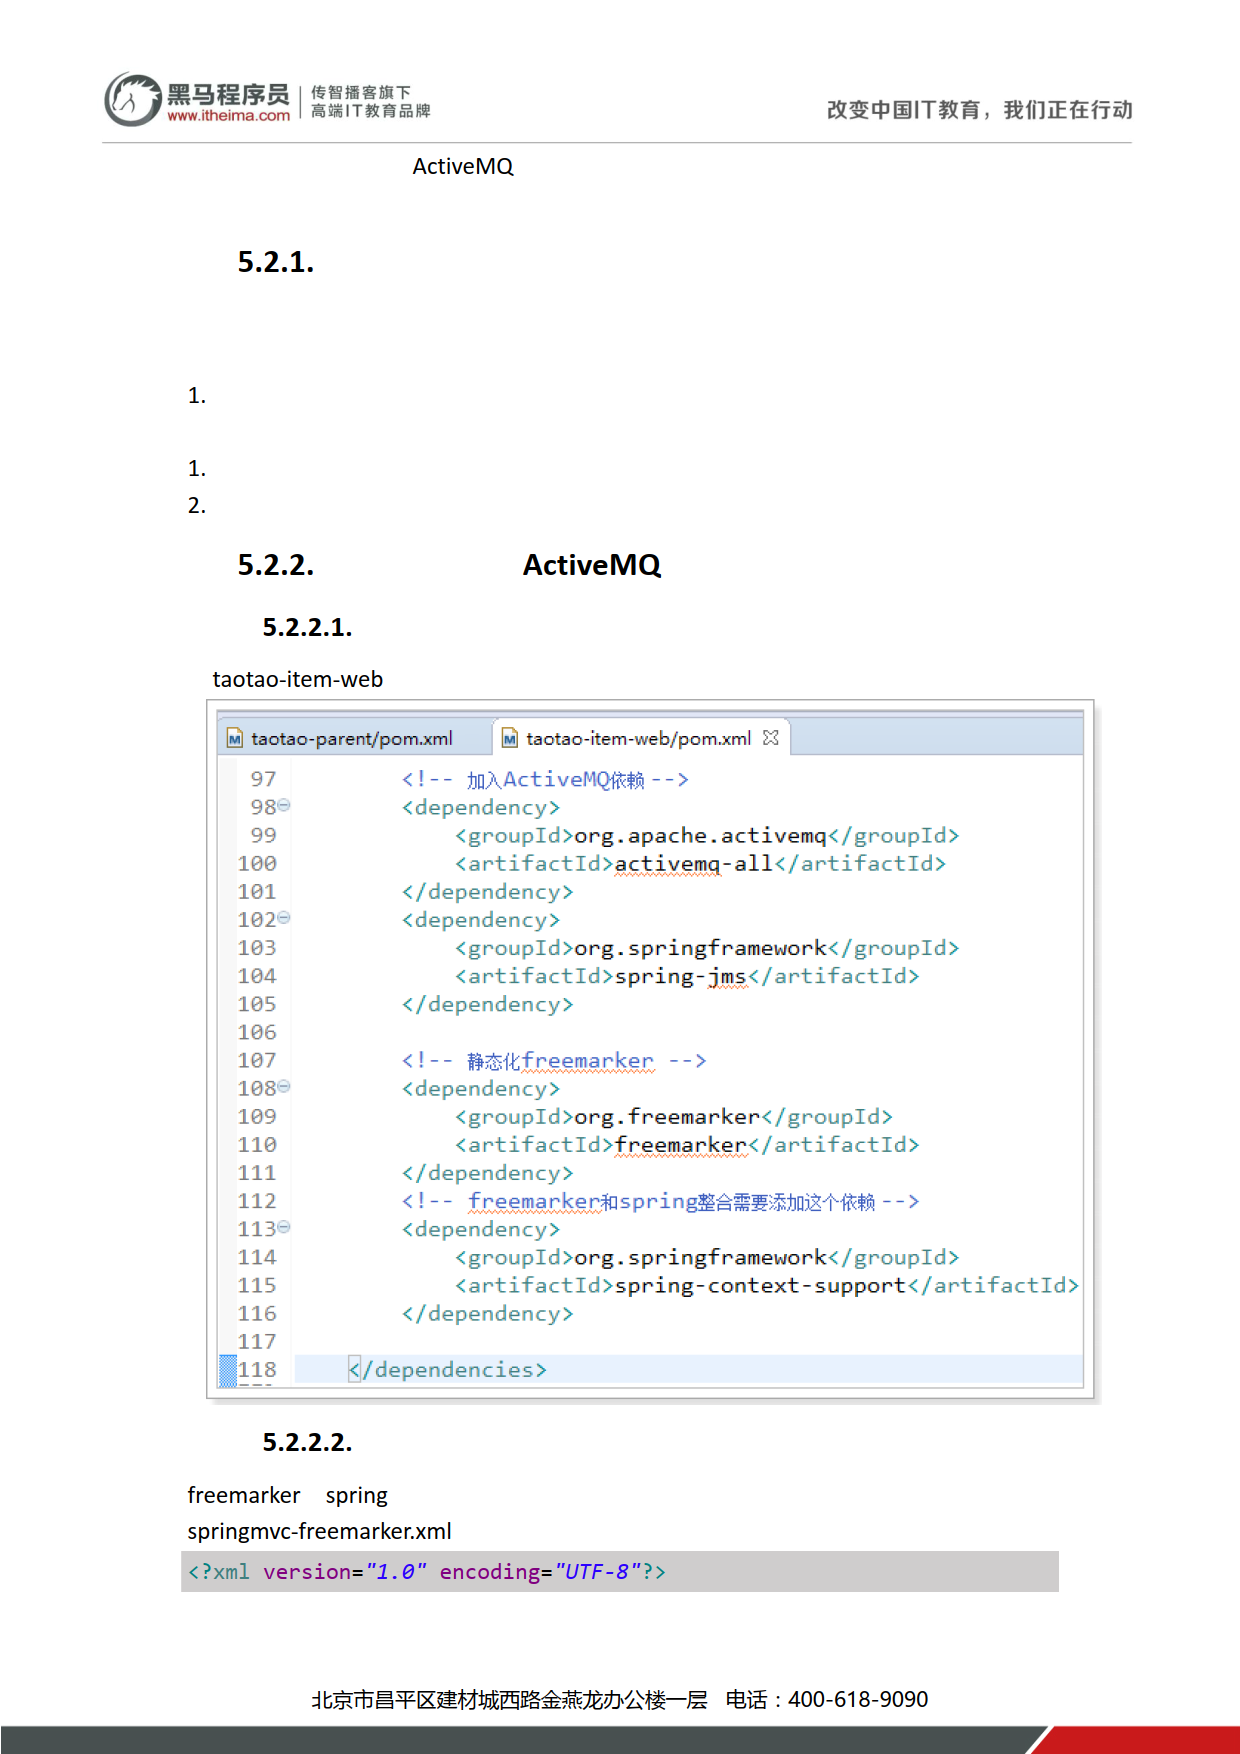 黑马程序员
www.itheima.com
传智播客旗下
高端IT教育品牌
改变中国IT教育，我们正在行动
ActiveMQ
5.2.1.
1.
1.
2.
5.2.2. ActiveMQ
5.2.2.1.
taotao-item-web
taotao-parent/pom.xml taotao-item-web/pom.xml
97 <!-- 加入ActiveMQ依赖 -->
98 <dependency>
99 <groupId>org.apache.activemq</groupId>
100 <artifactId>activemq-all</artifactId>
101 </dependency>
102 <dependency>
103 <groupId>org.springframework</groupId>
104 <artifactId>spring-jms</artifactId>
105 </dependency>
106
107 <!-- 静态化freemarker -->
108 <dependency>
109 <groupId>org.freemarker</groupId>
110 <artifactId>freemarker</artifactId>
111 </dependency>
112 <!-- freemarker和spring整合需要添加这个依赖 -->
113 <dependency>
114 <groupId>org.springframework</groupId>
115 <artifactId>spring-context-support</artifactId>
116 </dependency>
117
118 </dependencies>
5.2.2.2.
freemarker spring
springmvc-freemarker.xml
<?xml version="1.0" encoding="UTF-8"?>
北京市昌平区建材城西路金燕龙办公楼一层 电话：400-618-9090